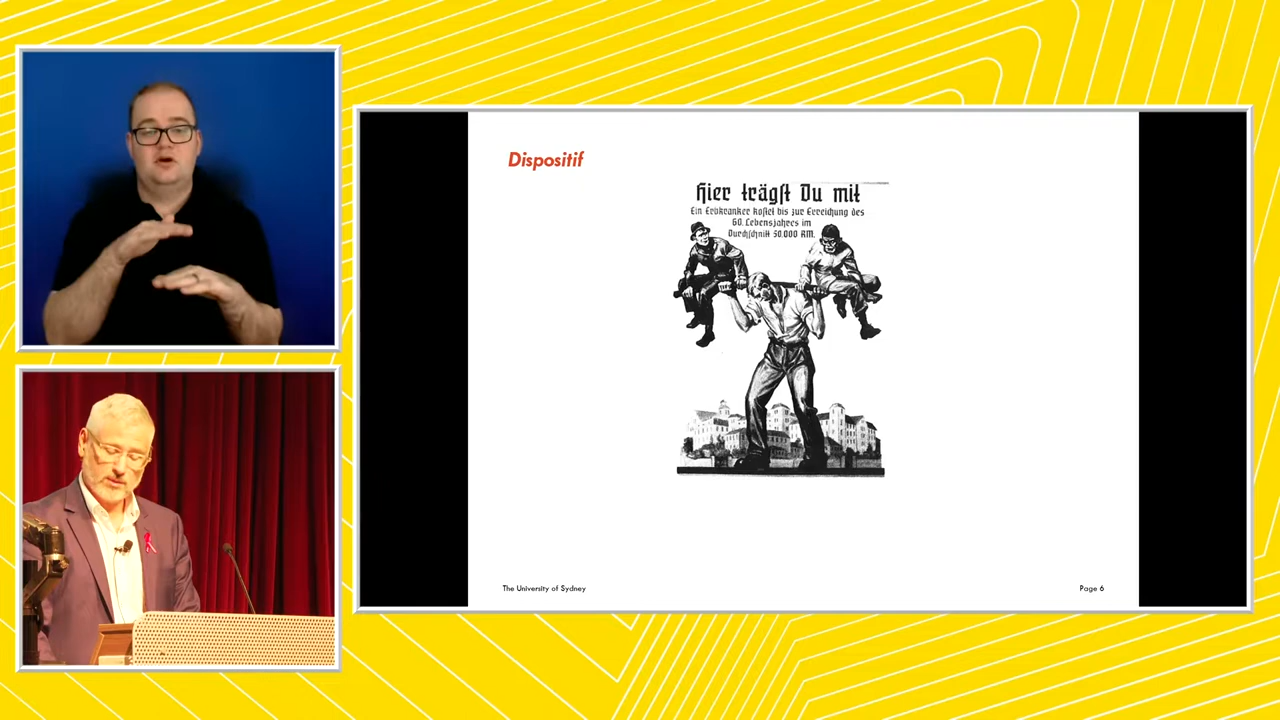 Dispositif
Hier trägst Du mit
Ein Erbkranker kostet bis zur Erreichung des
60. Lebensjahres im
Durchschnitt 50.000 RM.
The University of Sydney
Page 6